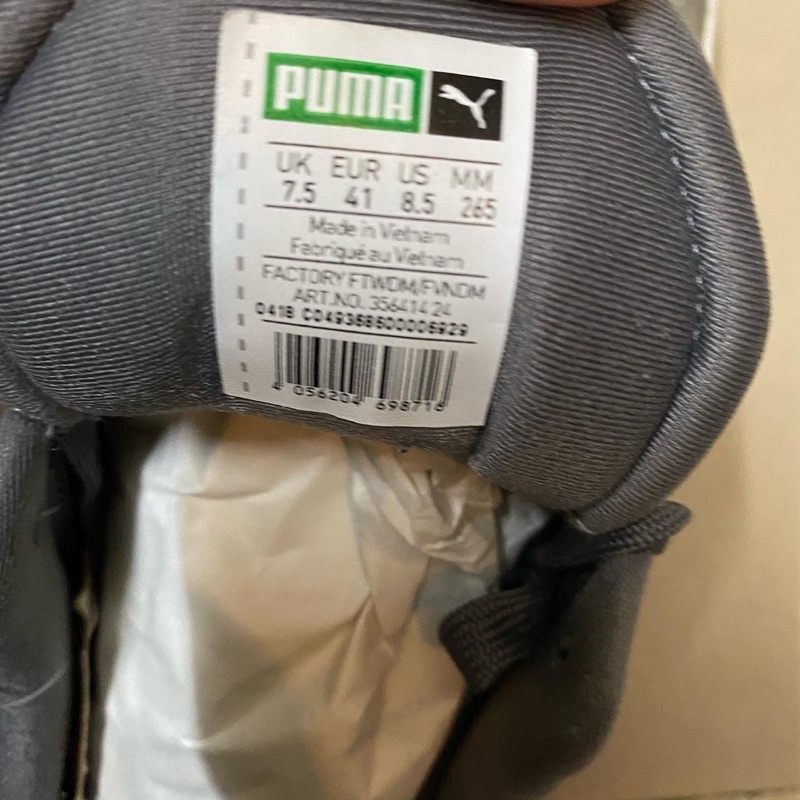 PUMA
UK EUR US MM
7.5 41 8.5 265
Made in Vietnam
Fabriqué au Vietnam
FACTORY FTWDM/FVNDM
ART.NO. 356414 24
0418 C049368600006929
4 056204 698716